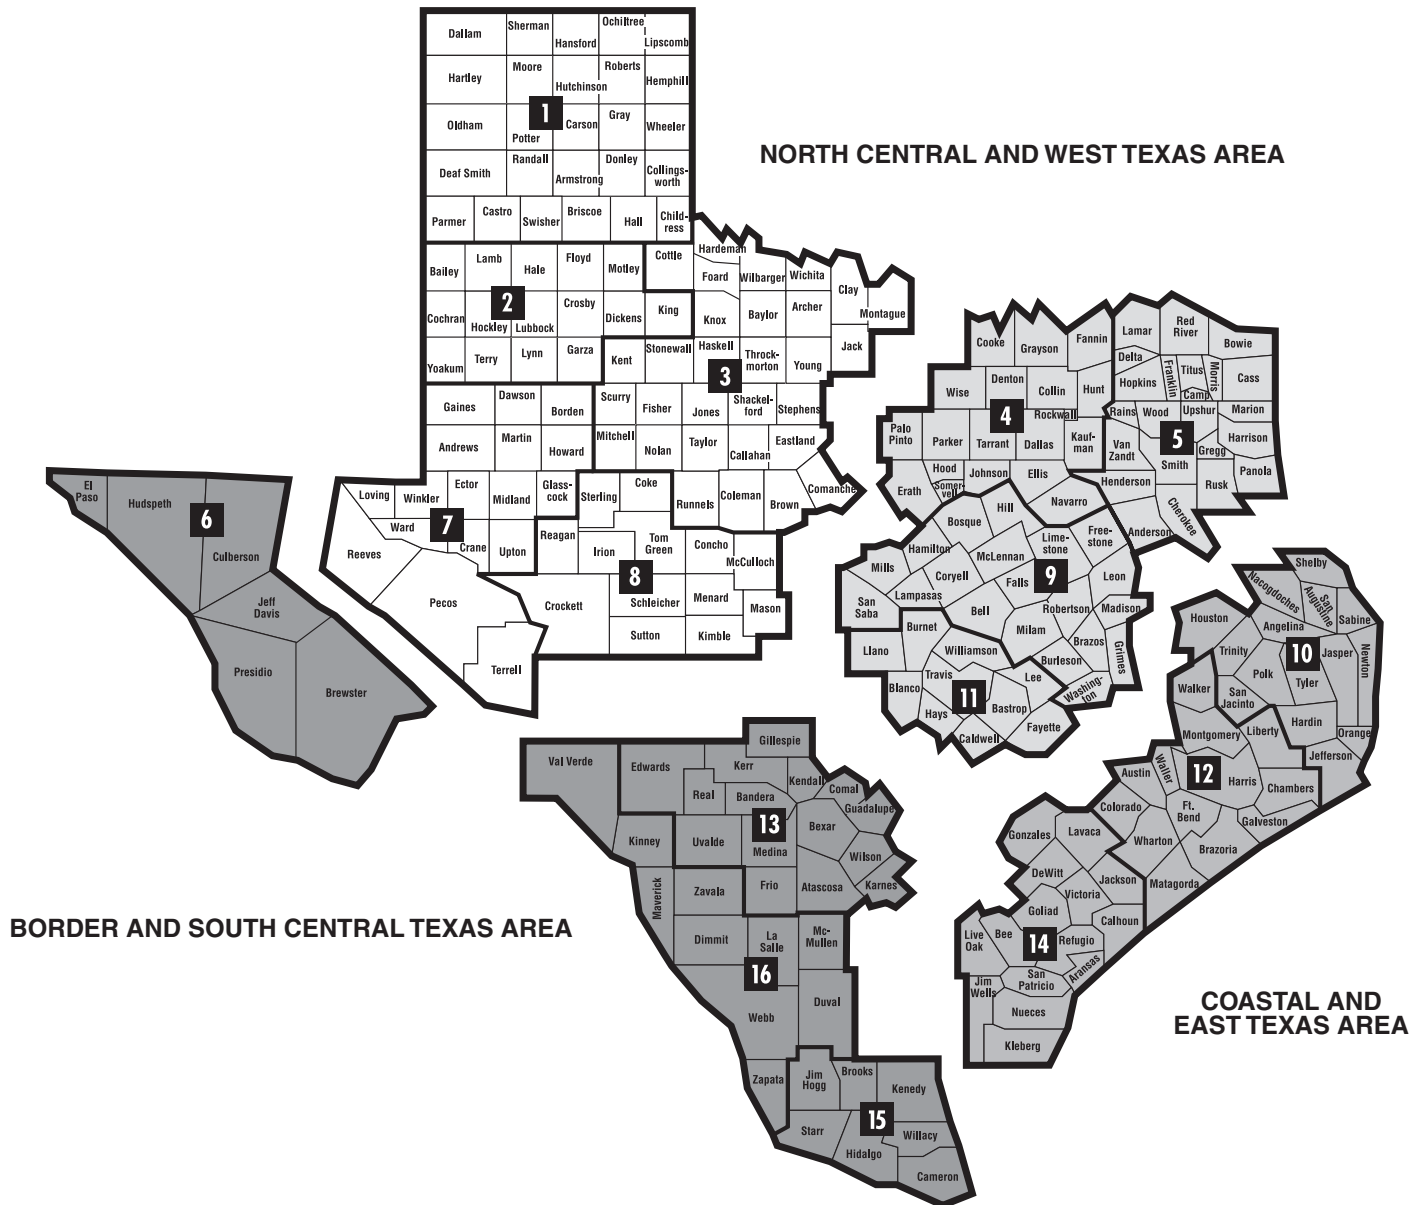 Dallam
Sherman
Hansford
Ochiltree
Lipscomb
Hartley
Moore
Hutchinson
Roberts
Hemphill
1
Oldham
Potter
Carson
Gray
Wheeler
Deaf Smith
Randall
Armstrong
Donley
Collings-
worth
Parmer
Castro
Swisher
Briscoe
Hall
Child-
ress
NORTH CENTRAL AND WEST TEXAS AREA
Bailey
Lamb
Hale
Floyd
Motley
Cottle
Hardeman
Foard
Wilbarger
Wichita
Clay
Montague
2
Cochran
Hockley
Lubbock
Crosby
Dickens
King
Knox
Baylor
Archer
Jack
Yoakum
Terry
Lynn
Garza
Kent
Stonewall
Haskell
Throck-
morton
Young
3
Gaines
Dawson
Borden
Scurry
Fisher
Jones
Shackel-
ford
Stephens
Andrews
Martin
Howard
Mitchell
Nolan
Taylor
Callahan
Eastland
Loving
Winkler
Ector
Midland
Glass-
cock
Sterling
Coke
Runnels
Coleman
Brown
Comanche
7
Reeves
Ward
Crane
Upton
Reagan
Irion
Tom
Green
Concho
McCulloch
8
Pecos
Crockett
Schleicher
Menard
Mason
Sutton
Kimble
Terrell
Cooke
Grayson
Fannin
Lamar
Red
River
Bowie
Delta
Franklin
Titus
Morris
Cass
Wise
Denton
Collin
Hunt
Hopkins
Camp
4
Rockwall
Rains
Wood
Upshur
Marion
Palo
Pinto
Parker
Tarrant
Dallas
Kauf-
man
Van
Zandt
5
Gregg
Harrison
Smith
Panola
Hood
Somer-
vell
Johnson
Ellis
Henderson
Rusk
Erath
Navarro
Anderson
Cherokee
El
Paso
Hudspeth
6
Culberson
Jeff
Davis
Presidio
Brewster
Bosque
Hill
Hamilton
McLennan
Lime-
stone
Free-
stone
Mills
Coryell
Falls
9
Leon
Lampasas
San
Saba
Bell
Robertson
Madison
Burnet
Milam
Brazos
Grimes
Llano
Williamson
Burleson
Travis
Lee
Washing-
ton
Blanco
11
Bastrop
Hays
Caldwell
Fayette
Shelby
Nacogdoches
San
Augustine
Sabine
Houston
Angelina
Trinity
10
Jasper
Newton
Polk
Tyler
Walker
San
Jacinto
Hardin
Montgomery
Liberty
Orange
Jefferson
Austin
Waller
12
Harris
Chambers
Colorado
Ft.
Bend
Galveston
Wharton
Brazoria
Matagorda
Gonzales
Lavaca
DeWitt
Jackson
Victoria
Goliad
Calhoun
Live
Oak
Bee
14
Refugio
Aransas
San
Patricio
Jim
Wells
Nueces
Kleberg
COASTAL AND
EAST TEXAS AREA
Gillespie
Val Verde
Edwards
Kerr
Kendall
Real
Bandera
Comal
Guadalupe
13
Bexar
Kinney
Uvalde
Medina
Wilson
Maverick
Zavala
Frio
Atascosa
Karnes
BORDER AND SOUTH CENTRAL TEXAS AREA
Dimmit
La
Salle
Mc-
Mullen
16
Webb
Duval
Zapata
Jim
Hogg
Brooks
Kenedy
15
Starr
Hidalgo
Willacy
Cameron